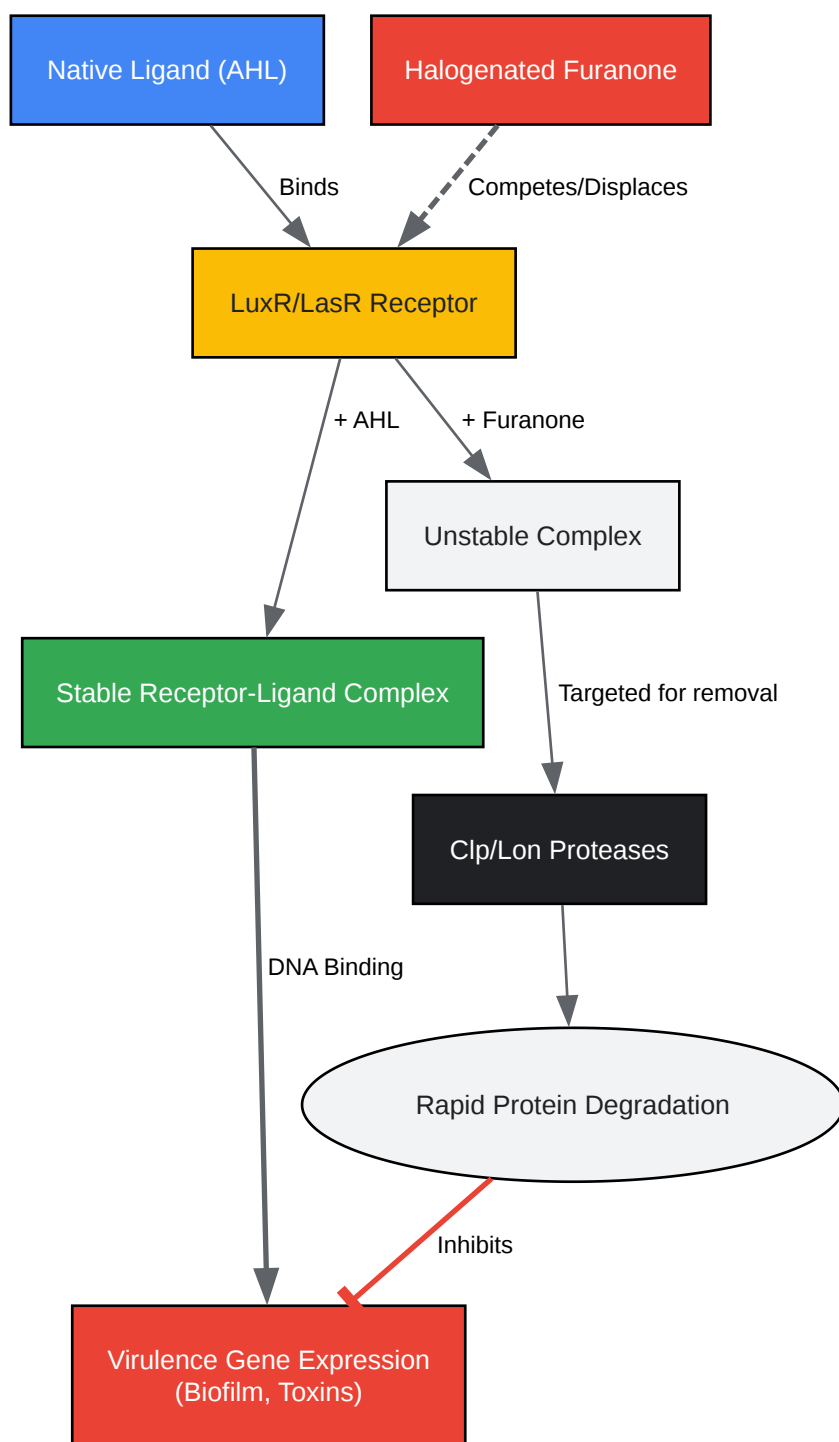 Native Ligand (AHL)
Halogenated Furanone
Binds
Competes/Displaces
LuxR/LasR Receptor
+ AHL
+ Furanone
Unstable Complex
Stable Receptor-Ligand Complex
Targeted for removal
Clp/Lon Proteases
DNA Binding
Rapid Protein Degradation
Inhibits
Virulence Gene Expression
(Biofilm, Toxins)